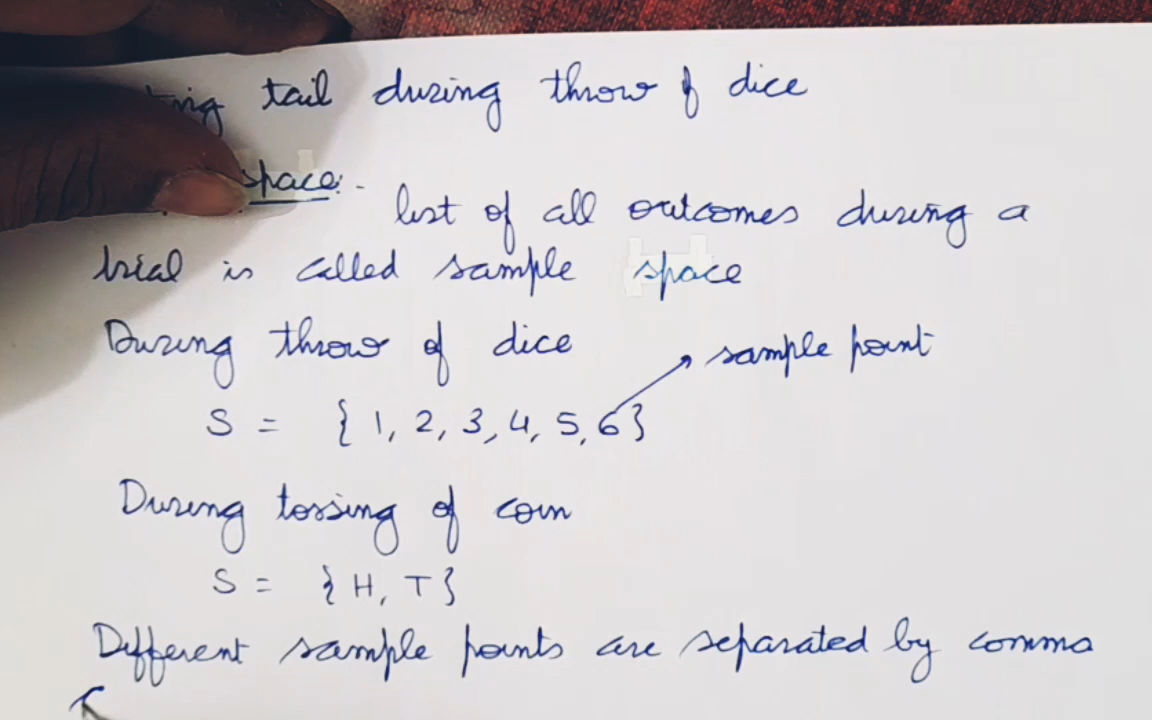 tail during throw of dice
space:-
list of all outcomes during a
trial is called sample space
During throw of dice
sample point
S = { 1, 2, 3, 4, 5, 6}
During tossing of coin
S = { H, T }
Different sample points are separated by comma